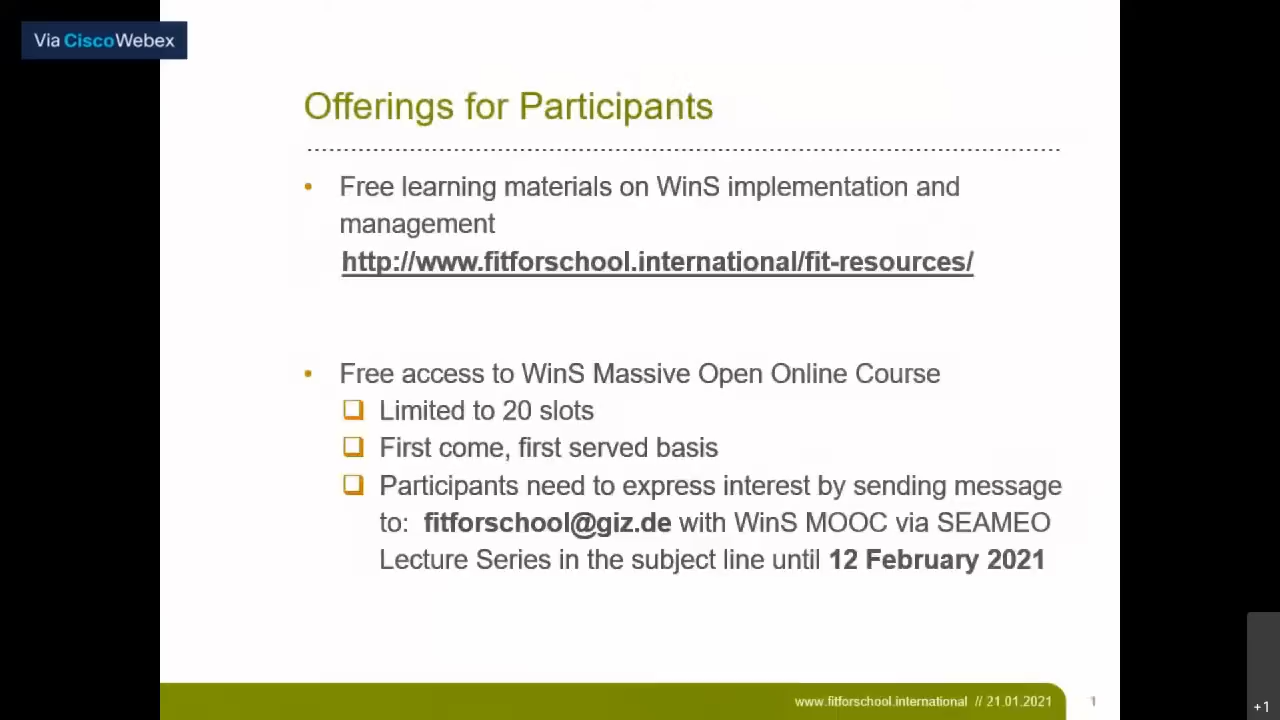 Via CiscoWebex
Offerings for Participants
• Free learning materials on WinS implementation and
management
http://www.fitforschool.international/fit-resources/
• Free access to WinS Massive Open Online Course
❑ Limited to 20 slots
❑ First come, first served basis
❑ Participants need to express interest by sending message
to: fitforschool@giz.de with WinS MOOC via SEAMEO
Lecture Series in the subject line until 12 February 2021
www.fitforschool.international // 21.01.2021
1
+1